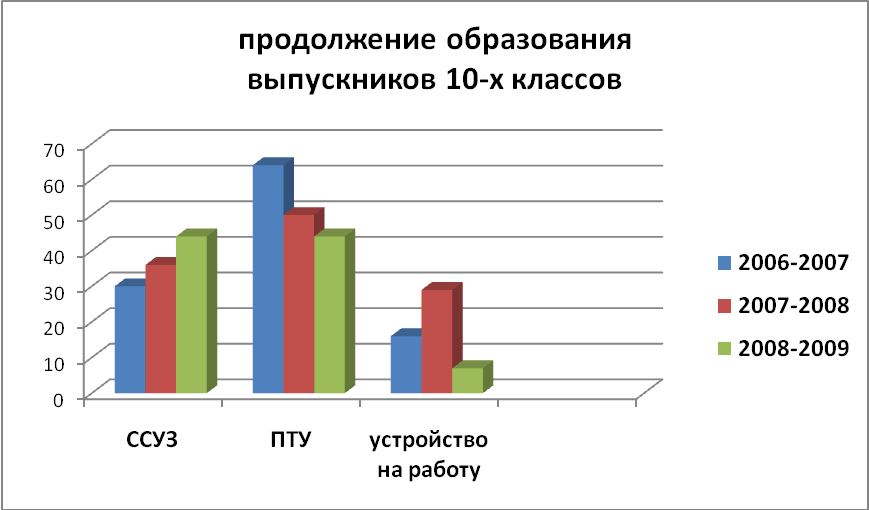 продолжение образования
выпускников 10-х классов
70
60
50
40
30
20
10
0
ССУЗ
ПТУ
устройство
на работу
2006-2007
2007-2008
2008-2009